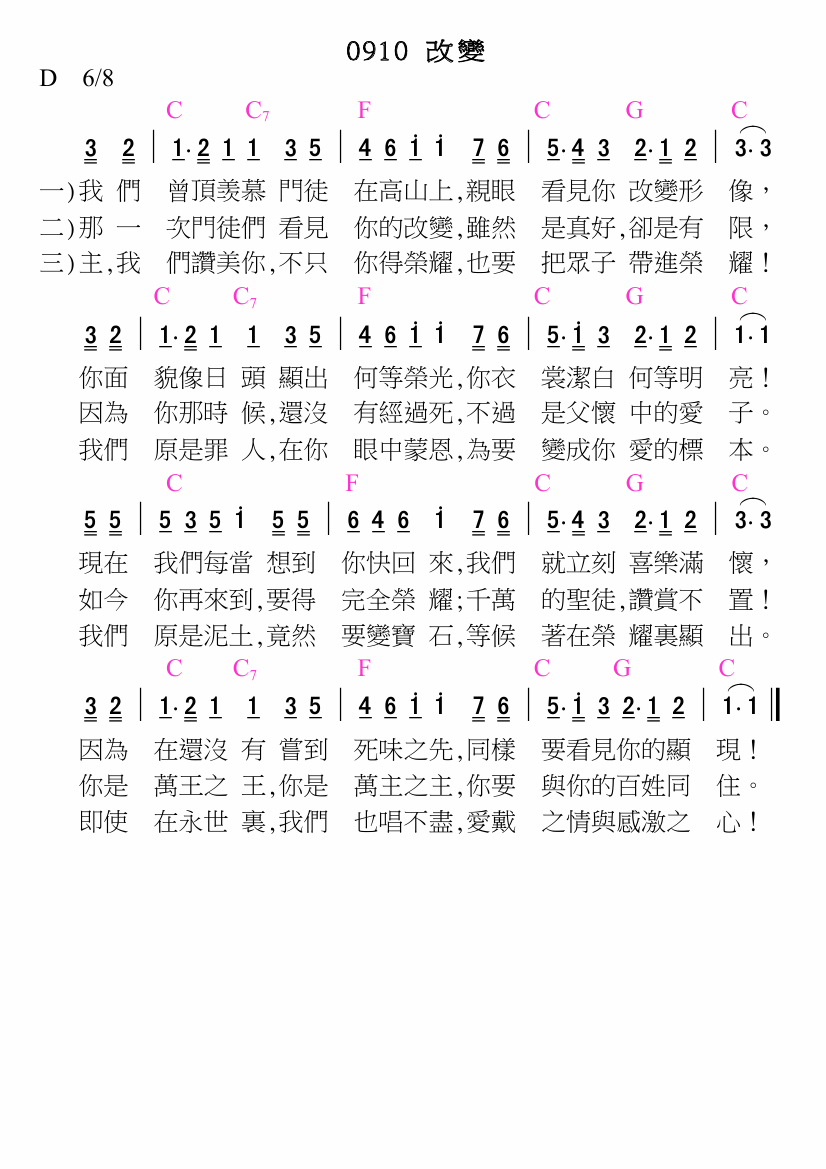 0910 改變
D 6/8
C C7 F C G C
3 2 | 1· 2 1 1 3 5 | 4 6 i i 7 6 | 5· 4 3 2· 1 2 | 3· 3
一)我 們 曾頂羨慕 門徒 在高山上,親眼 看見你 改變形 像，
二)那 一 次門徒們 看見 你的改變,雖然 是真好,卻是有 限，
三)主,我 們讚美你,不只 你得榮耀,也要 把眾子 帶進榮 耀！
C C7 F C G C
3 2 | 1· 2 1 1 3 5 | 4 6 i i 7 6 | 5· i 3 2· 1 2 | 1· 1
你面 貌像日 頭 顯出 何等榮光,你衣 裳潔白 何等明 亮！
因為 你那時 候,還沒 有經過死,不過 是父懷 中的愛 子。
我們 原是罪 人,在你 眼中蒙恩,為要 變成你 愛的標 本。
C F C G C
5 5 | 5 3 5 i 5 5 | 6 4 6 i 7 6 | 5· 4 3 2· 1 2 | 3· 3
現在 我們每當 想到 你快回 來,我們 就立刻 喜樂滿 懷，
如今 你再來到,要得 完全榮 耀;千萬 的聖徒,讚賞不 置！
我們 原是泥土,竟然 要變寶 石,等候 著在榮 耀裏顯 出。
C C7 F C G C
3 2 | 1· 2 1 1 3 5 | 4 6 i i 7 6 | 5· i 3 2· 1 2 | 1· 1 ‖
因為 在還沒 有 嘗到 死味之先,同樣 要看見你的顯 現！
你是 萬王之 王,你是 萬主之主,你要 與你的百姓同 住。
即使 在永世 裏,我們 也唱不盡,愛戴 之情與感激之 心！